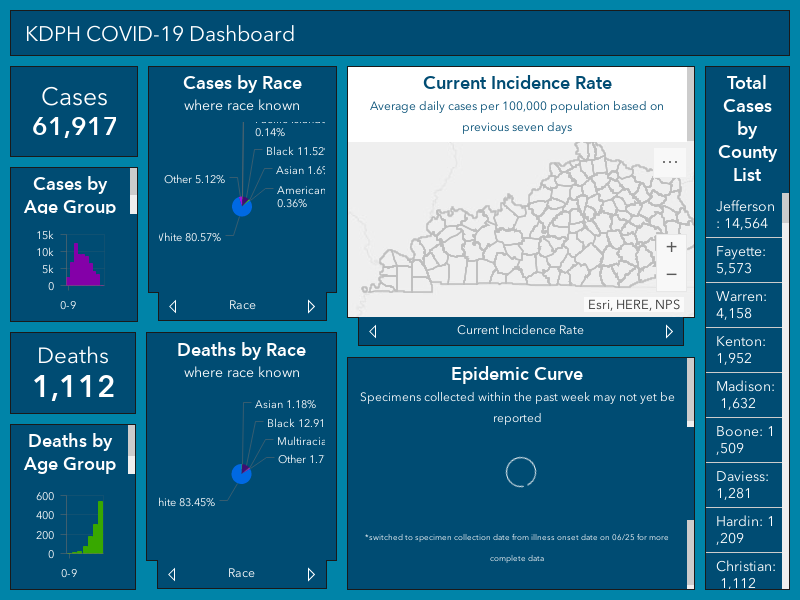 KDPH COVID-19 Dashboard
Cases
61,917
Cases by
Age Group
15k
10k
5k
0
0-9
Deaths
1,112
Deaths by
Age Group
600
400
200
0
0-9
Cases by Race
where race known
0.14%
Black 11.52
Asian 1.6
Other 5.12%
American
0.36%
White 80.57%
Race
Deaths by Race
where race known
Asian 1.18%
Black 12.91
Multiracia
Other 1.7
hite 83.45%
Race
Current Incidence Rate
Average daily cases per 100,000 population based on
previous seven days
...
+
−
Esri, HERE, NPS
Current Incidence Rate
Epidemic Curve
Specimens collected within the past week may not yet be
reported
*switched to specimen collection date from illness onset date on 06/25 for more
complete data
Total
Cases
by
County
List
Jefferson
: 14,564
Fayette:
5,573
Warren:
4,158
Kenton:
1,952
Madison:
1,632
Boone: 1
,509
Daviess:
1,281
Hardin: 1
,209
Christian:
1,112